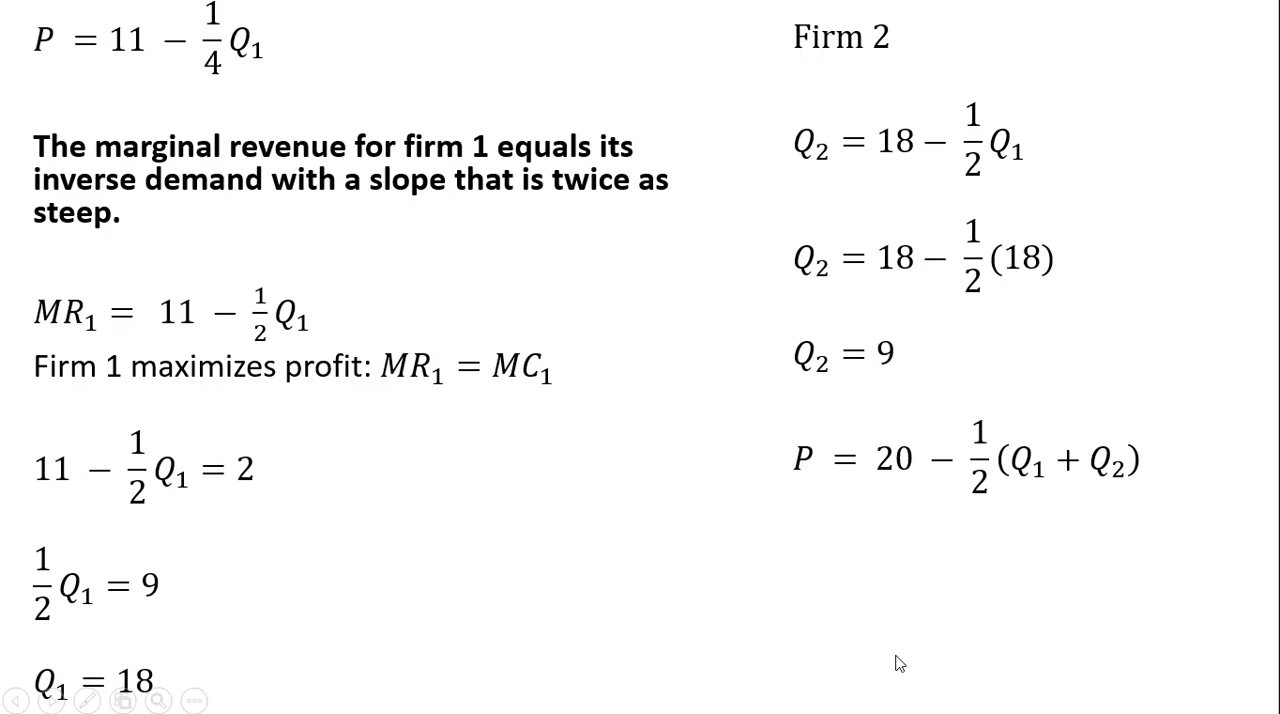 P = 11 − 1/4 Q₁
The marginal revenue for firm 1 equals its
inverse demand with a slope that is twice as
steep.
MR₁ = 11 − 1/2 Q₁
Firm 1 maximizes profit: MR₁ = MC₁
11 − 1/2 Q₁ = 2
1/2 Q₁ = 9
Q₁ = 18
Firm 2
Q₂ = 18 − 1/2 Q₁
Q₂ = 18 − 1/2 (18)
Q₂ = 9
P = 20 − 1/2 (Q₁ + Q₂)